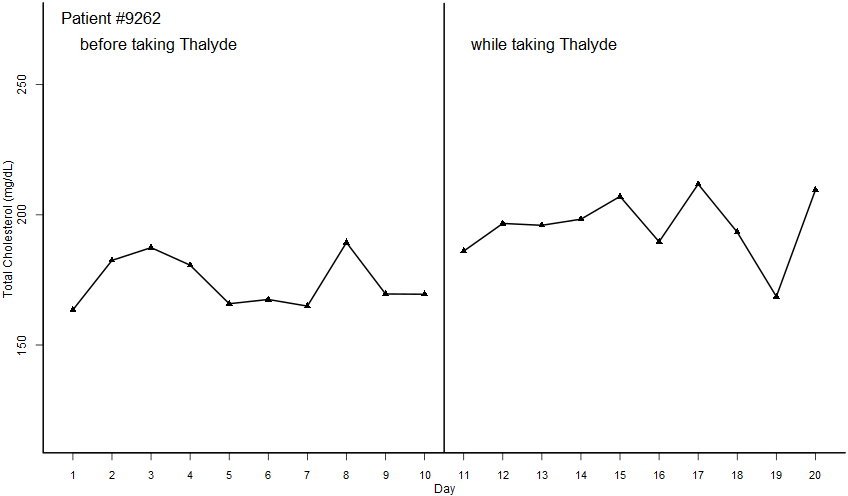 Patient #9262
before taking Thalyde
while taking Thalyde
Total Cholesterol (mg/dL)
250
200
150
1 2 3 4 5 6 7 8 9 10 11 12 13 14 15 16 17 18 19 20
Day